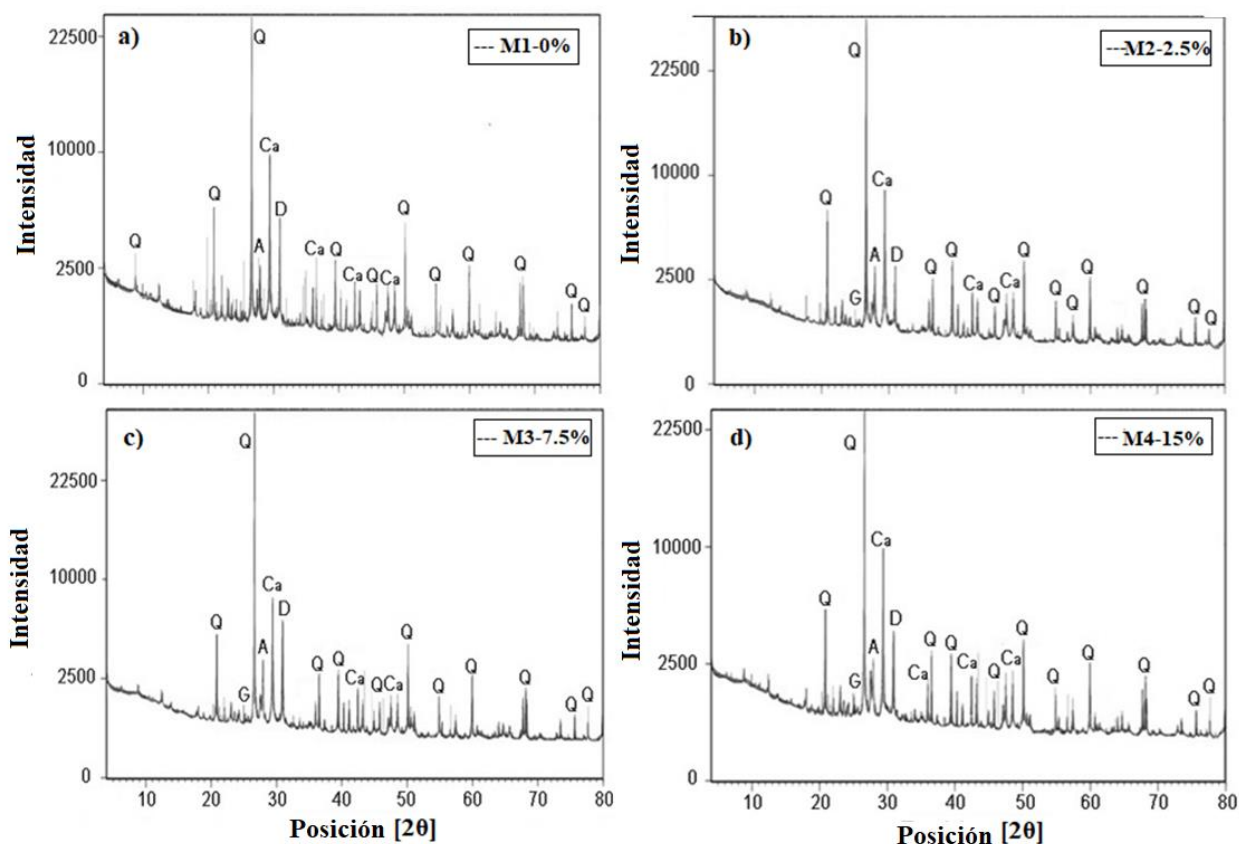 a)
--- M1-0%
Intensidad
22500
10000
2500
0
Q
Q
Q
A
Ca
D
Ca
Q
Ca
Q
Ca
Q
Q
Q
Q
Q
Q
b)
---M2-2.5%
22500
10000
2500
0
Q
Q
G
A
Ca
D
Q
Q
Ca
Q
Ca
Q
Q
Q
Q
Q
Q
Q
c)
--- M3-7.5%
Intensidad
22500
10000
2500
0
Q
Q
G
A
Ca
D
Q
Q
Ca
Q
Ca
Q
Q
Q
Q
Q
Q
10 20 30 40 50 60 70 80
Posición [2θ]
d)
--- M4-15%
Intensidad
22500
10000
2500
0
Q
Q
G
A
Ca
D
Ca
Q
Q
Ca
Q
Ca
Q
Q
Q
Q
Q
Q
10 20 30 40 50 60 70 80
Posición [2θ]